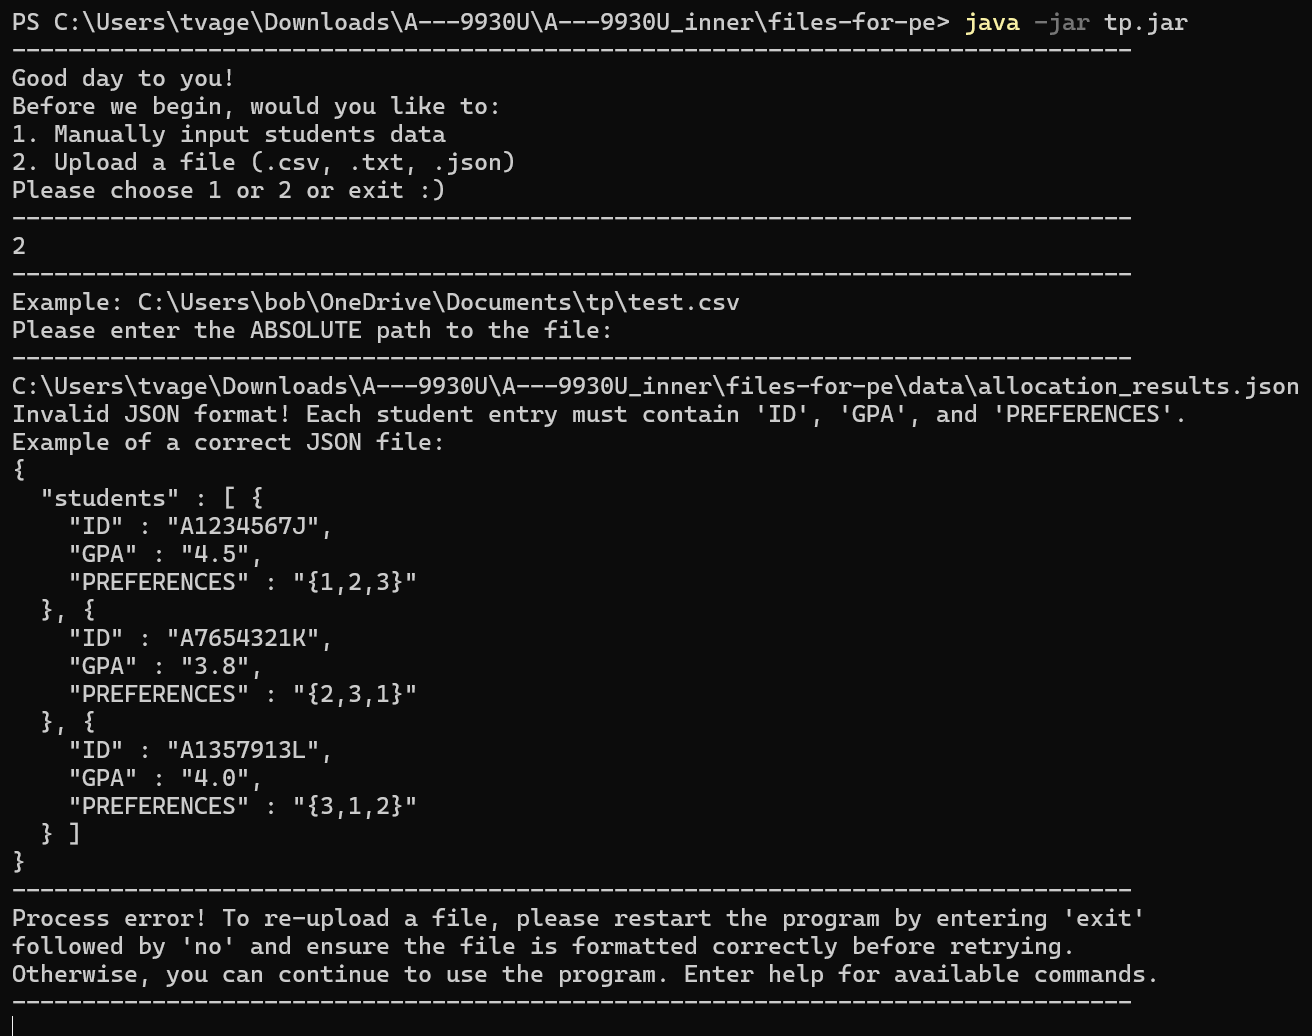 PS C:\Users\tvage\Downloads\A---9930U\A---9930U_inner\files-for-pe> java -jar tp.jar
--------------------------------------------------------------------------------
Good day to you!
Before we begin, would you like to:
1. Manually input students data
2. Upload a file (.csv, .txt, .json)
Please choose 1 or 2 or exit :)
--------------------------------------------------------------------------------
2
--------------------------------------------------------------------------------
Example: C:\Users\bob\OneDrive\Documents\tp\test.csv
Please enter the ABSOLUTE path to the file:
--------------------------------------------------------------------------------
C:\Users\tvage\Downloads\A---9930U\A---9930U_inner\files-for-pe\data\allocation_results.json
Invalid JSON format! Each student entry must contain 'ID', 'GPA', and 'PREFERENCES'.
Example of a correct JSON file:
{
  "students" : [ {
    "ID" : "A1234567J",
    "GPA" : "4.5",
    "PREFERENCES" : "{1,2,3}"
  }, {
    "ID" : "A7654321K",
    "GPA" : "3.8",
    "PREFERENCES" : "{2,3,1}"
  }, {
    "ID" : "A1357913L",
    "GPA" : "4.0",
    "PREFERENCES" : "{3,1,2}"
  } ]
}
--------------------------------------------------------------------------------
Process error! To re-upload a file, please restart the program by entering 'exit'
followed by 'no' and ensure the file is formatted correctly before retrying.
Otherwise, you can continue to use the program. Enter help for available commands.
--------------------------------------------------------------------------------